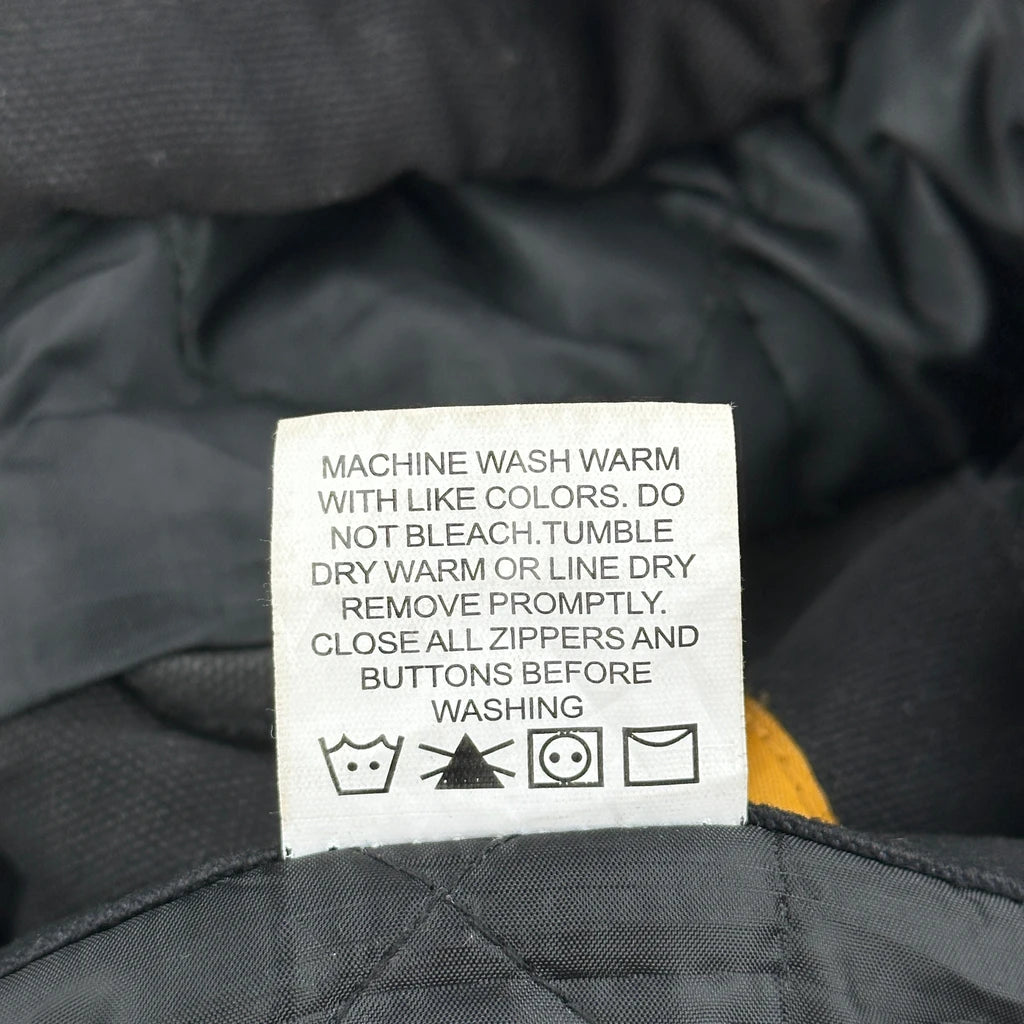 MACHINE WASH WARM
WITH LIKE COLORS. DO
NOT BLEACH.TUMBLE
DRY WARM OR LINE DRY
REMOVE PROMPTLY.
CLOSE ALL ZIPPERS AND
BUTTONS BEFORE
WASHING